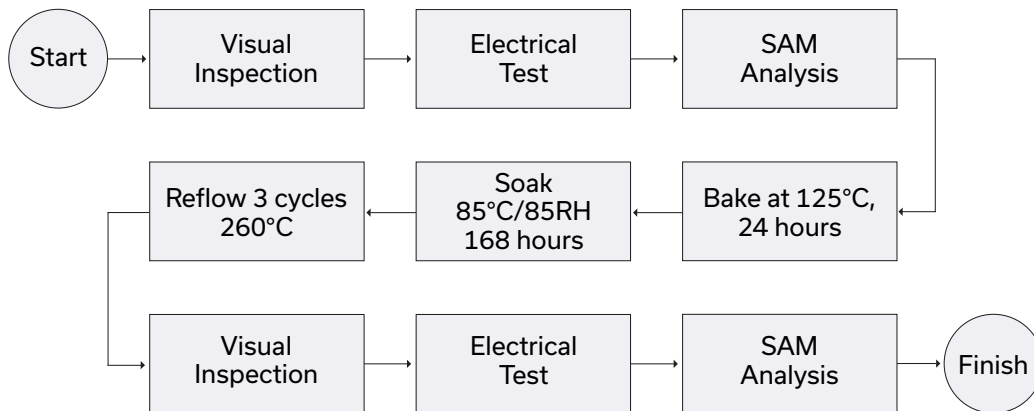 Start
Visual
Inspection
Electrical
Test
SAM
Analysis
Bake at 125°C,
24 hours
Soak
85°C/85RH
168 hours
Reflow 3 cycles
260°C
Visual
Inspection
Electrical
Test
SAM
Analysis
Finish